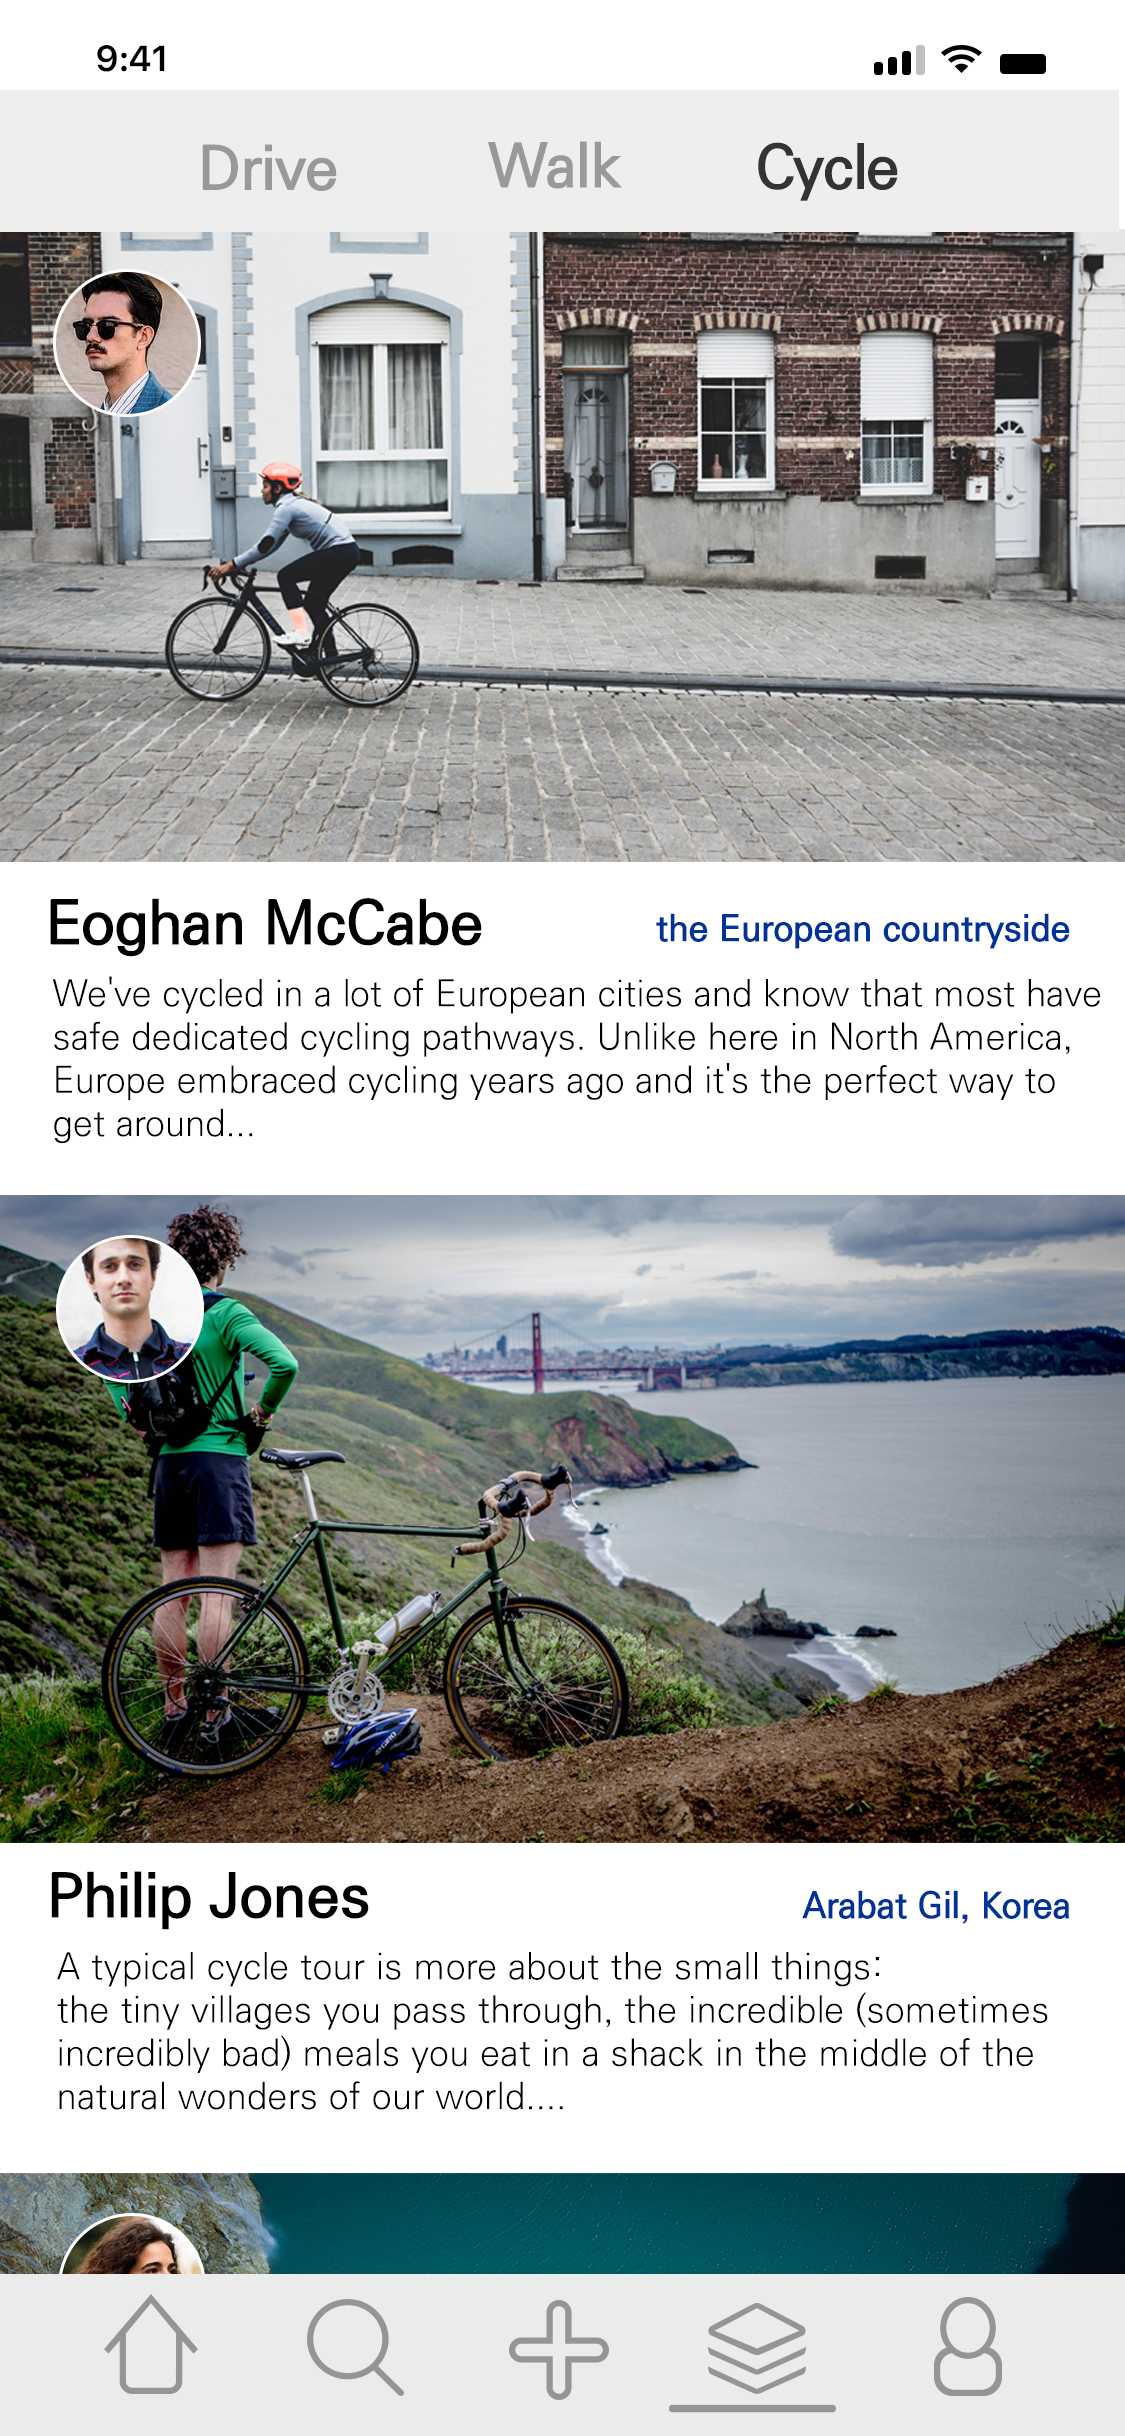 9:41
Drive Walk Cycle
Eoghan McCabe
the European countryside
We've cycled in a lot of European cities and know that most have
safe dedicated cycling pathways. Unlike here in North America,
Europe embraced cycling years ago and it's the perfect way to
get around...
Philip Jones
Arabat Gil, Korea
A typical cycle tour is more about the small things:
the tiny villages you pass through, the incredible (sometimes
incredibly bad) meals you eat in a shack in the middle of the
natural wonders of our world....